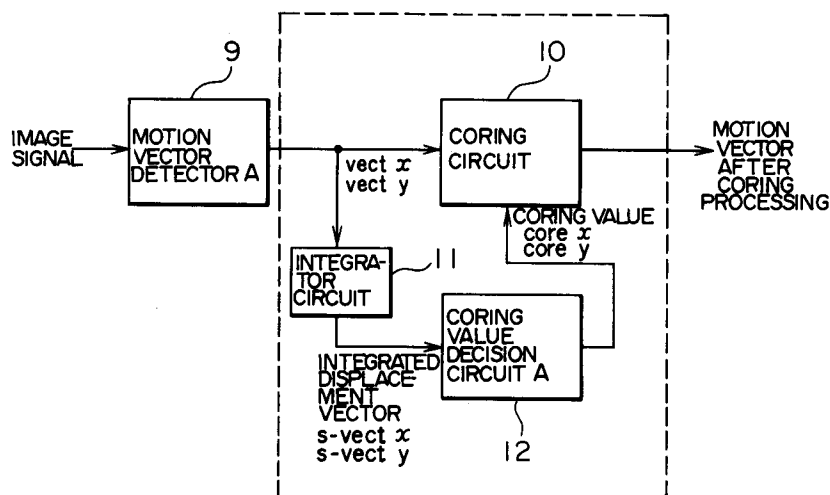 9
10
IMAGE
SIGNAL
MOTION
VECTOR
DETECTOR A
vect x
vect y
CORING
CIRCUIT
MOTION
VECTOR
AFTER
CORING
PROCESSING
CORING VALUE
core x
core y
INTEGRA-
TOR
CIRCUIT
11
CORING
VALUE
DECISION
CIRCUIT A
INTEGRATED
DISPLACE-
MENT
VECTOR
s-vect x
s-vect y
12